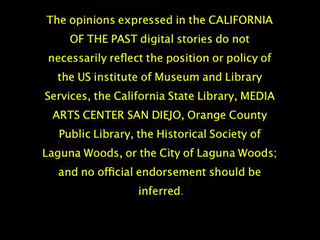 The opinions expressed in the CALIFORNIA
OF THE PAST digital stories do not
necessarily reflect the position or policy of
the US institute of Museum and Library
Services, the California State Library, MEDIA
ARTS CENTER SAN DIEJO, Orange County
Public Library, the Historical Society of
Laguna Woods, or the City of Laguna Woods;
and no official endorsement should be
inferred.